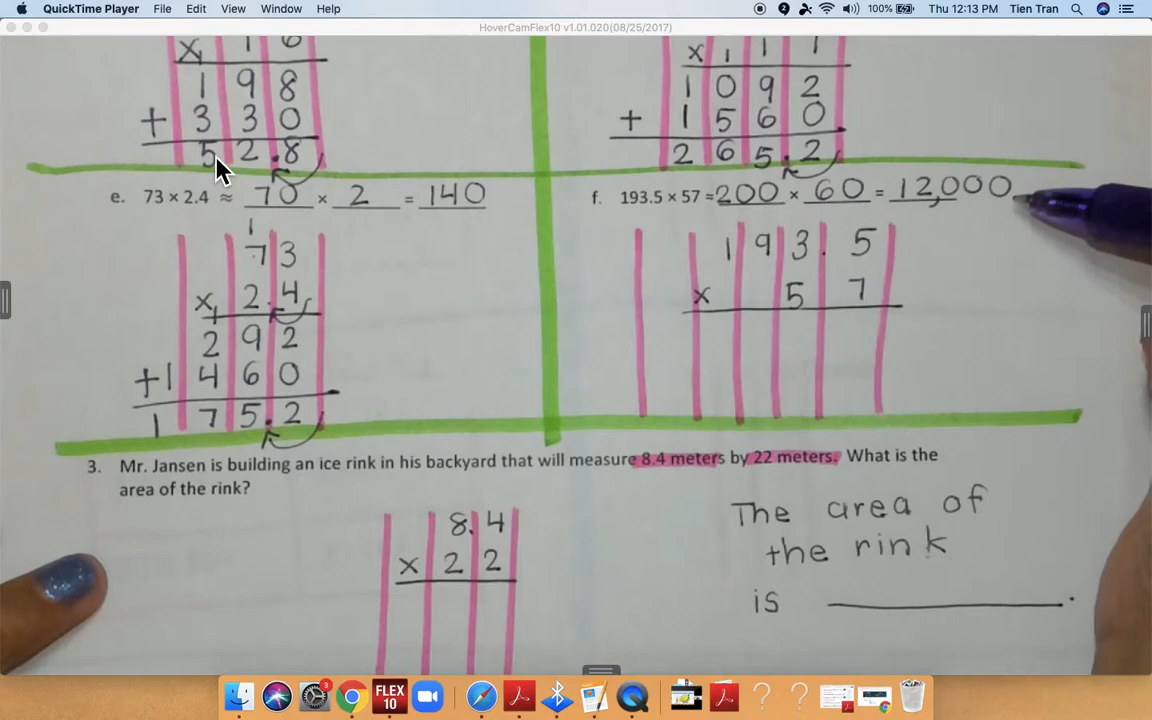 QuickTime Player File Edit View Window Help 100% Thu 12:13 PM Tien Tran
HoverCamFlex10 v1.01.020(08/25/2017)
x 1 6
1 9 8
+ 3 3 0
5 2 . 8
x 1 1 1
1 0 9 2
+ 1 5 6 0
2 6 5 . 2
e. 73 × 2.4 ≈ 70 × 2 = 140
1
7 3
x 2 . 4
2 9 2
+ 1 4 6 0
1 7 5 . 2
f. 193.5 × 57 ≈ 200 × 60 = 12,000
1 9 3 . 5
x 5 7
3. Mr. Jansen is building an ice rink in his backyard that will measure 8.4 meters by 22 meters. What is the
area of the rink?
8 . 4
x 2 2
The area of
the rink
is ________.
3
FLEX
10